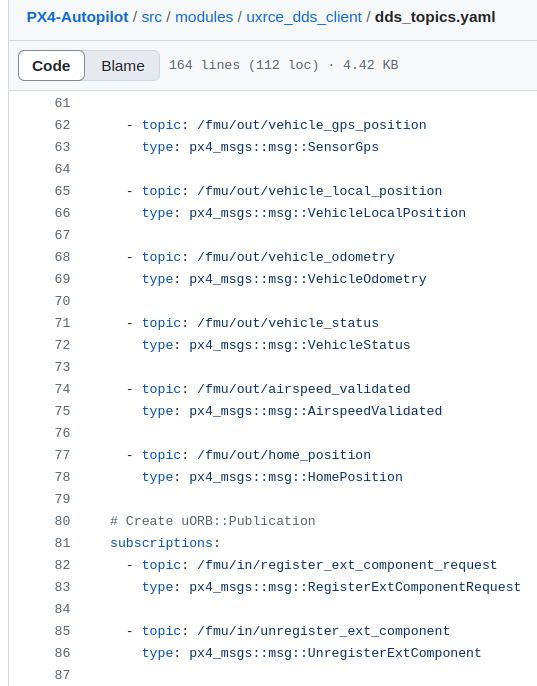 PX4-Autopilot / src / modules / uxrce_dds_client / dds_topics.yaml
Code Blame 164 lines (112 loc) · 4.42 KB
61
62 - topic: /fmu/out/vehicle_gps_position
63 type: px4_msgs::msg::SensorGps
64
65 - topic: /fmu/out/vehicle_local_position
66 type: px4_msgs::msg::VehicleLocalPosition
67
68 - topic: /fmu/out/vehicle_odometry
69 type: px4_msgs::msg::VehicleOdometry
70
71 - topic: /fmu/out/vehicle_status
72 type: px4_msgs::msg::VehicleStatus
73
74 - topic: /fmu/out/airspeed_validated
75 type: px4_msgs::msg::AirspeedValidated
76
77 - topic: /fmu/out/home_position
78 type: px4_msgs::msg::HomePosition
79
80 # Create uORB::Publication
81 subscriptions:
82 - topic: /fmu/in/register_ext_component_request
83 type: px4_msgs::msg::RegisterExtComponentRequest
84
85 - topic: /fmu/in/unregister_ext_component
86 type: px4_msgs::msg::UnregisterExtComponent
87